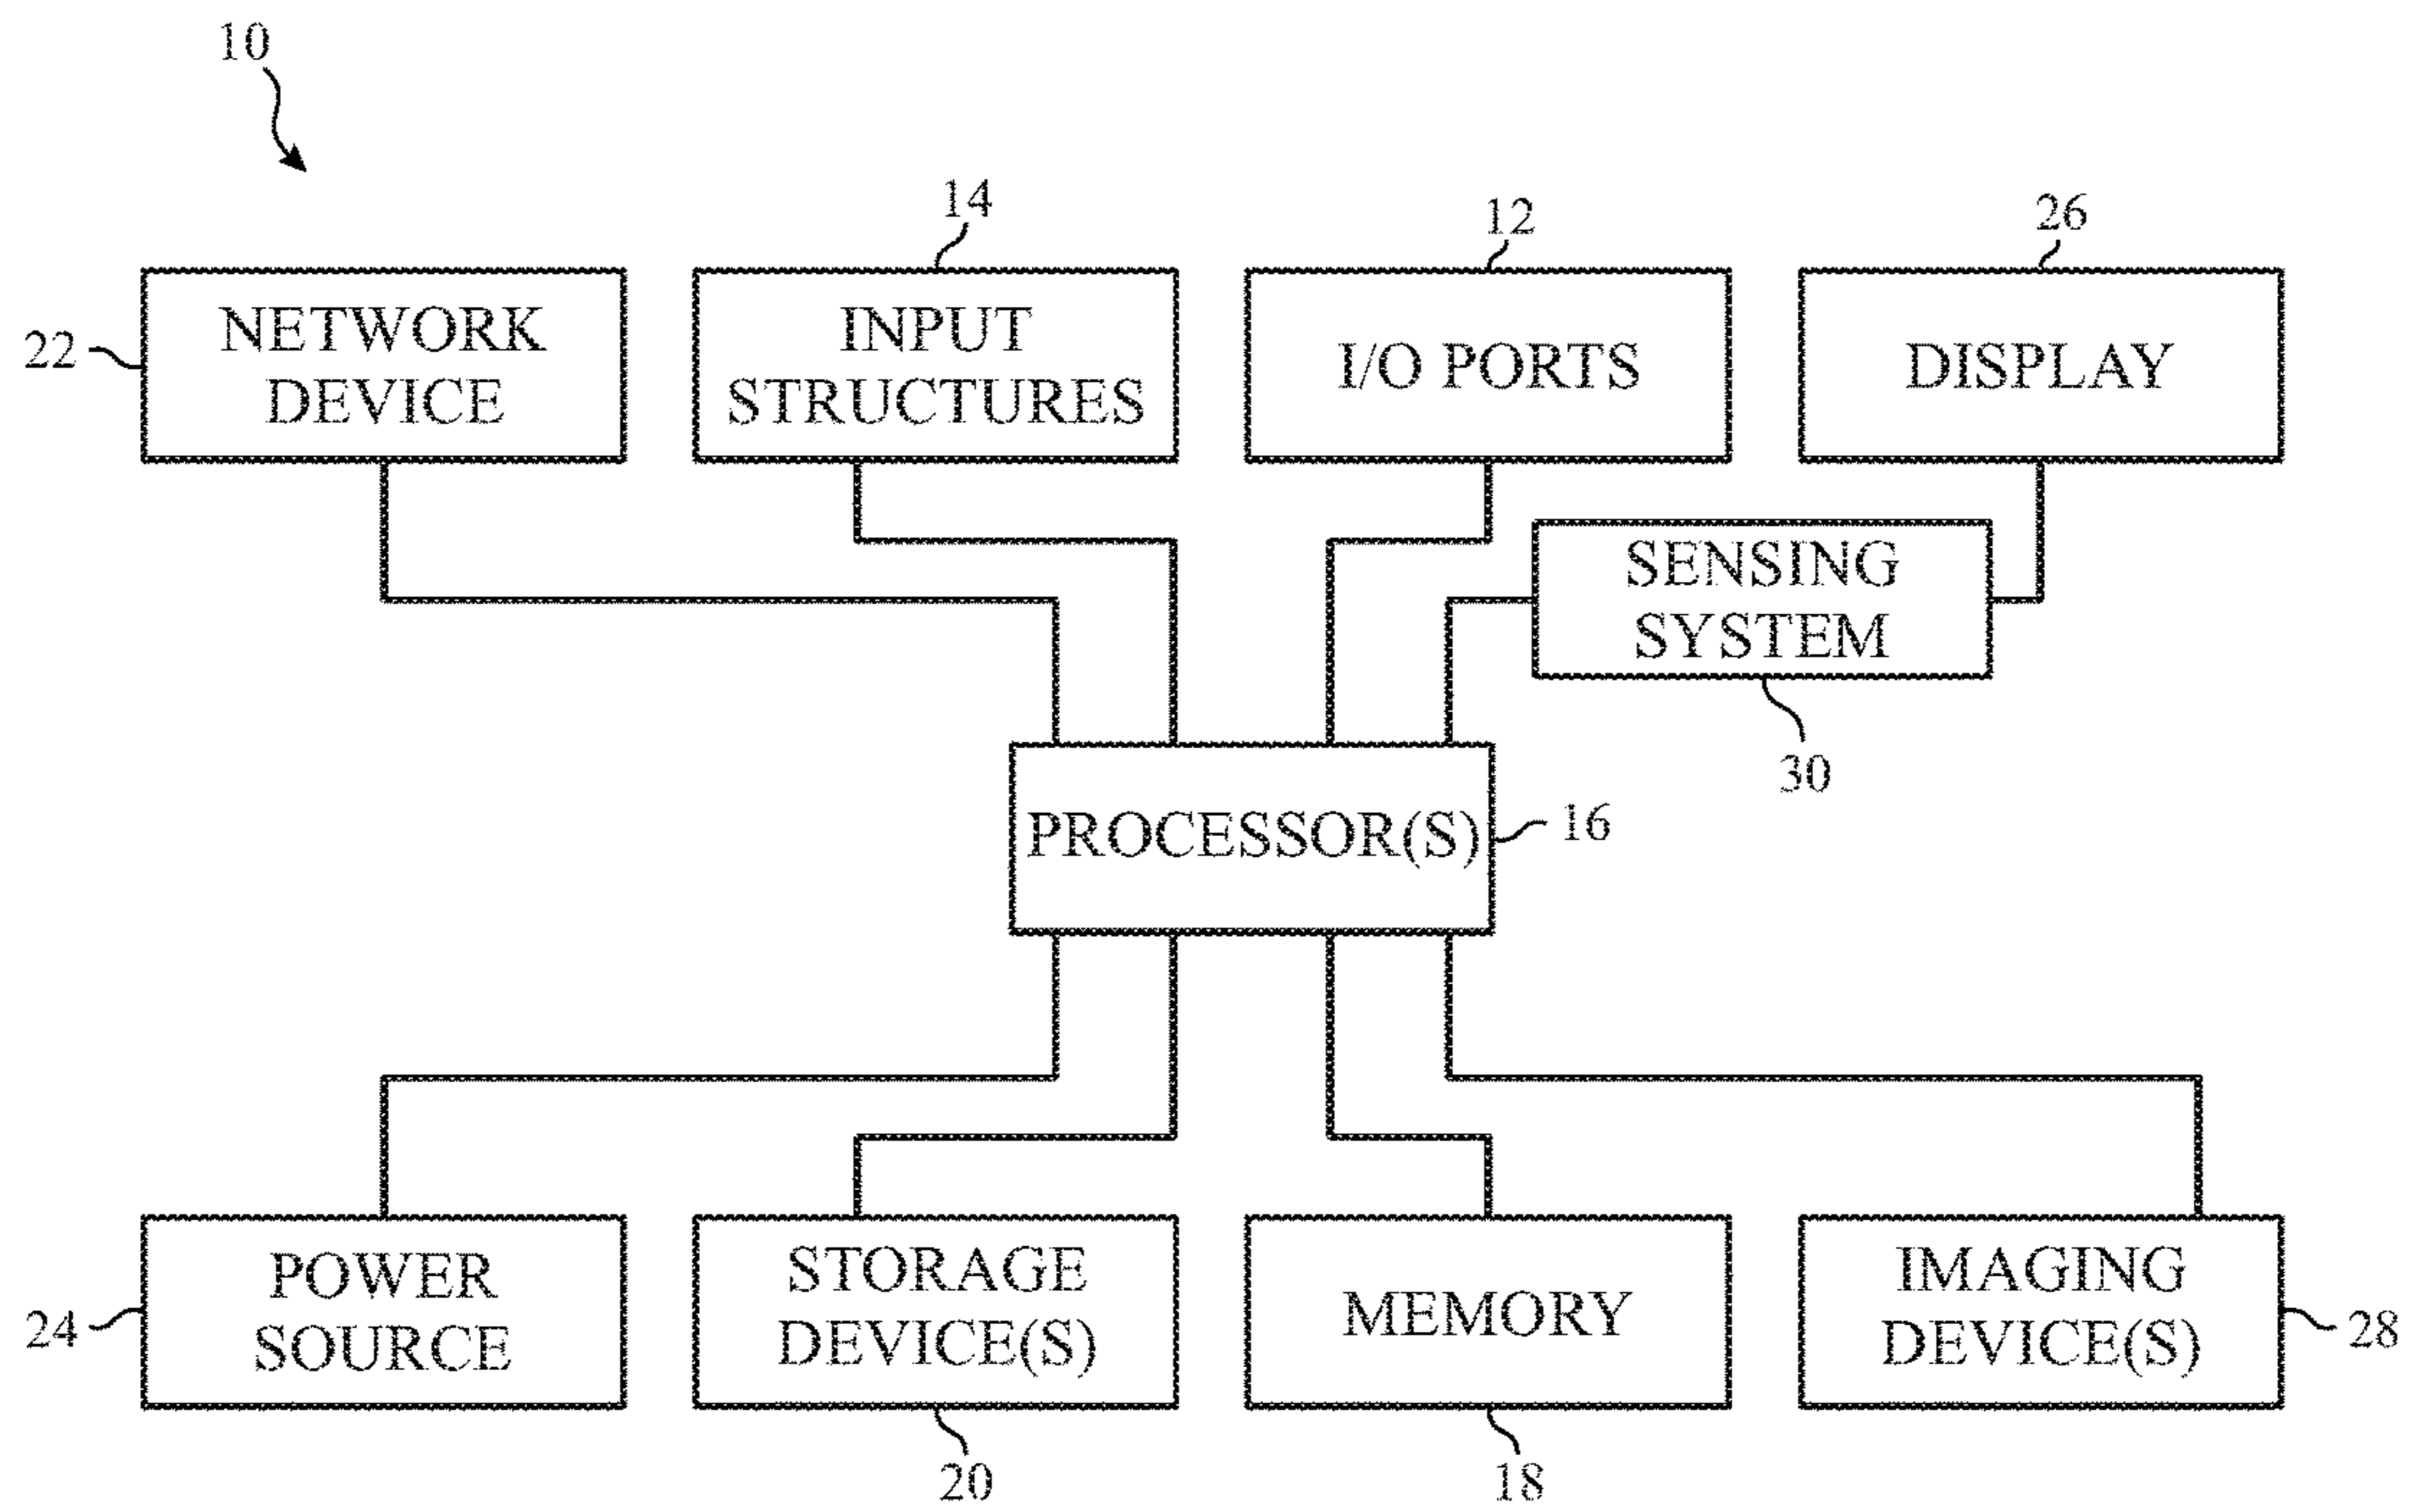 10
14
12
26
22
NETWORK
DEVICE
INPUT
STRUCTURES
I/O PORTS
DISPLAY
SENSING
SYSTEM
30
PROCESSOR(S)
16
24
POWER
SOURCE
STORAGE
DEVICE(S)
MEMORY
IMAGING
DEVICE(S)
28
20
18